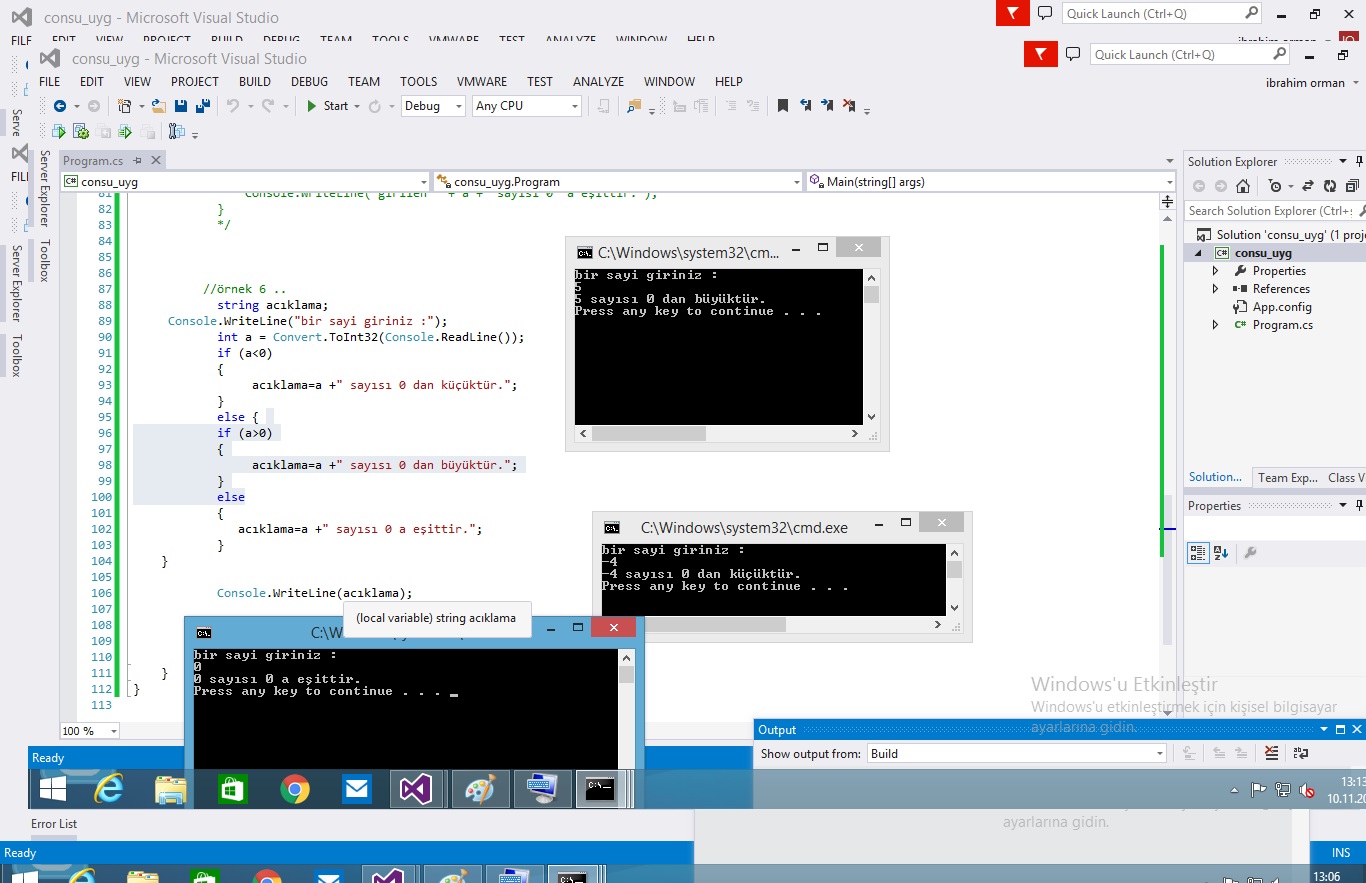 consu_uyg - Microsoft Visual Studio
Quick Launch (Ctrl+Q)
FILE EDIT VIEW PROJECT BUILD DEBUG TEAM TOOLS VMWARE TEST ANALYZE WINDOW HELP
ibrahim orman
consu_uyg - Microsoft Visual Studio
Quick Launch (Ctrl+Q)
FILE EDIT VIEW PROJECT BUILD DEBUG TEAM TOOLS VMWARE TEST ANALYZE WINDOW HELP
ibrahim orman
Start Debug Any CPU
Serve
FILI
Server Explorer
Toolbox
Server Explorer
Toolbox
Program.cs
consu_uyg
consu_uyg.Program
Main(string[] args)
81 Console.WriteLine("girilen " + a + " sayısı 0 a eşittir.");
82 }
83 */
84
85
86
87 //örnek 6 ..
88 string acıklama;
89 Console.WriteLine("bir sayi giriniz :");
90 int a = Convert.ToInt32(Console.ReadLine());
91 if (a<0)
92 {
93 acıklama=a +" sayısı 0 dan küçüktür.";
94 }
95 else {
96 if (a>0)
97 {
98 acıklama=a +" sayısı 0 dan büyüktür.";
99 }
100 else
101 {
102 acıklama=a +" sayısı 0 a eşittir.";
103 }
104 }
105
106 Console.WriteLine(acıklama);
107
108
109
110
111 }
112 }
113
(local variable) string acıklama
100 %
C:\Windows\system32\cm...
bir sayi giriniz :
5
5 sayısı 0 dan büyüktür.
Press any key to continue . . .
C:\Windows\system32\cmd.exe
bir sayi giriniz :
-4
-4 sayısı 0 dan küçüktür.
Press any key to continue . . .
C:\W
bir sayi giriniz :
0
0 sayısı 0 a eşittir.
Press any key to continue . . . _
Solution Explorer
Search Solution Explorer (Ctrl+ş
Solution 'consu_uyg' (1 proje
consu_uyg
Properties
References
App.config
Program.cs
Solution... Team Exp... Class V
Properties
Windows'u Etkinleştir
Windows'u etkinleştirmek için kişisel bilgisayar
ayarlarına gidin.
Output
Show output from: Build
Ready
13:13
10.11.20
Error List
ayarlarına gidin.
Ready
INS
13:06